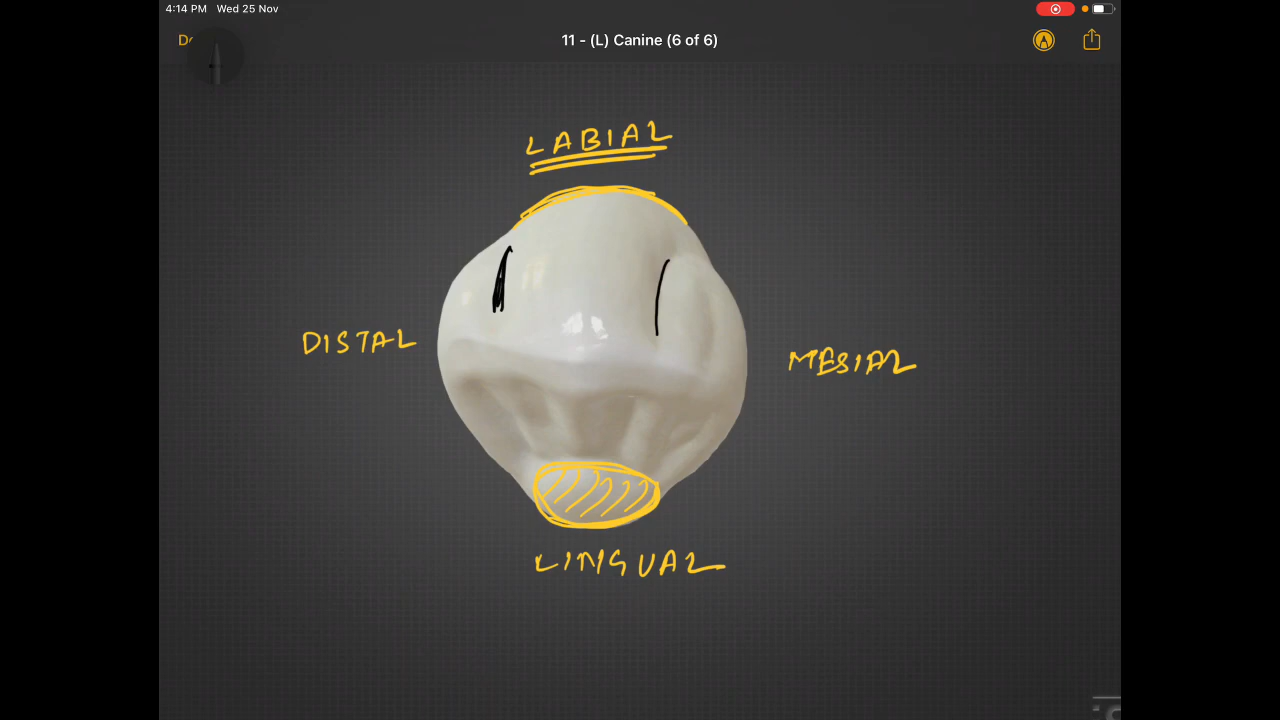 4:14 PM Wed 25 Nov
11 - (L) Canine (6 of 6)
LABIAL
DISTAL
MESIAL
LINGUAL